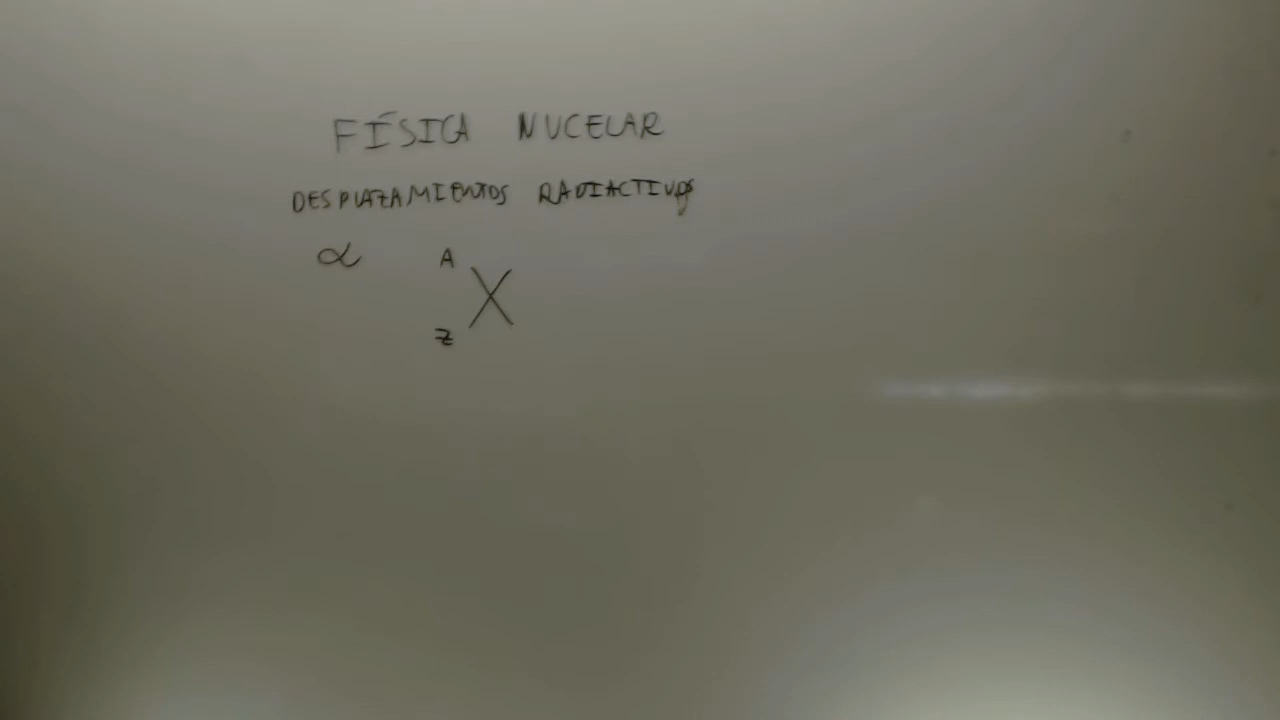 FÍSICA NUCELAR
DESPLAZAMIENTOS RADIACTIVOS
α A
X
Z